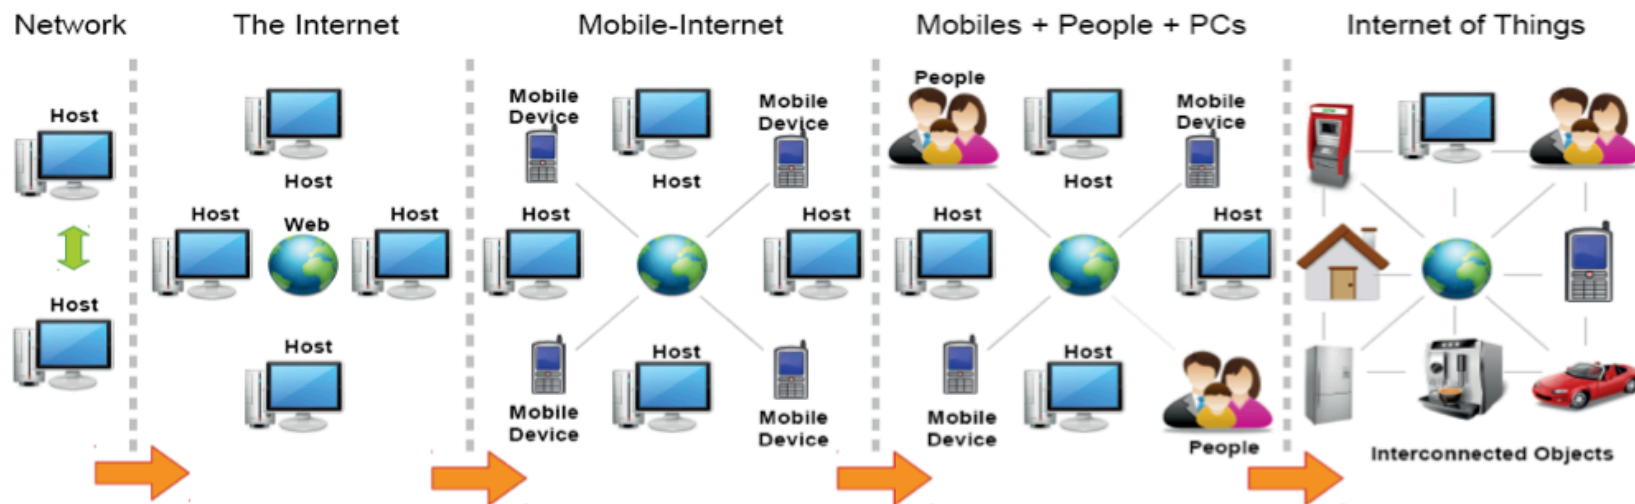 Network
The Internet
Mobile-Internet
Mobiles + People + PCs
Internet of Things
Host
Host
Host
Host
Web
Host
Host
Mobile
Device
Mobile
Device
Host
Host
Host
Host
Mobile
Device
Mobile
Device
People
Mobile
Device
Host
Host
Host
Host
Mobile
Device
People
Interconnected Objects